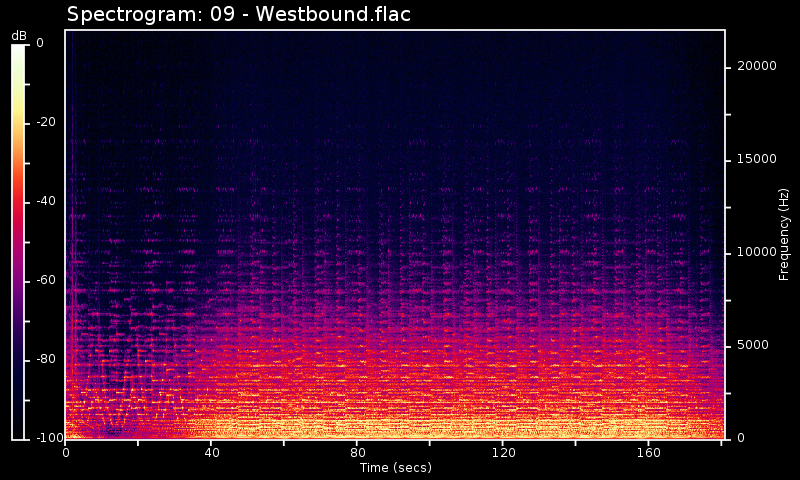 Spectrogram: 09 - Westbound.flac
dB
0
-20
-40
-60
-80
-100
20000
15000
10000
5000
0
Frequency (Hz)
0 40 80 120 160
Time (secs)